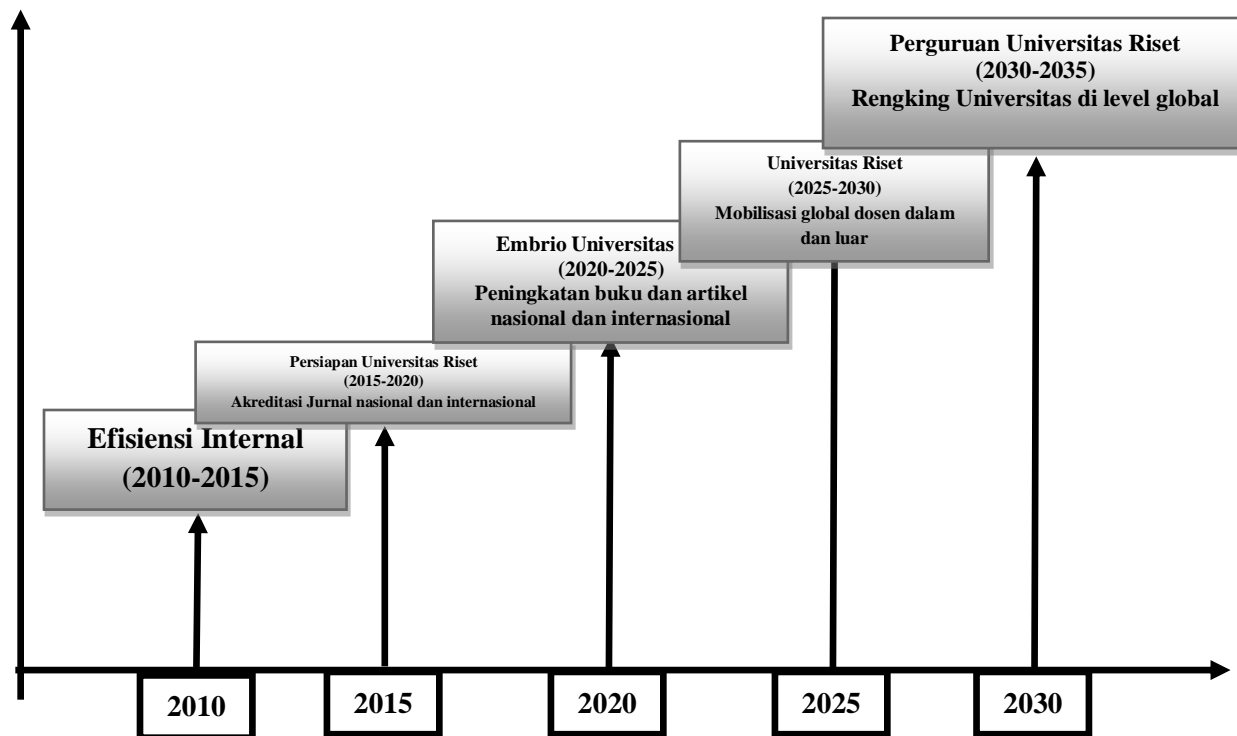 Perguruan Universitas Riset
(2030-2035)
Rengking Universitas di level global
Universitas Riset
(2025-2030)
Mobilisasi global dosen dalam
dan luar
Embrio Universitas
(2020-2025)
Peningkatan buku dan artikel
nasional dan internasional
Persiapan Universitas Riset
(2015-2020)
Akreditasi Jurnal nasional dan internasional
Efisiensi Internal
(2010-2015)
2010
2015
2020
2025
2030